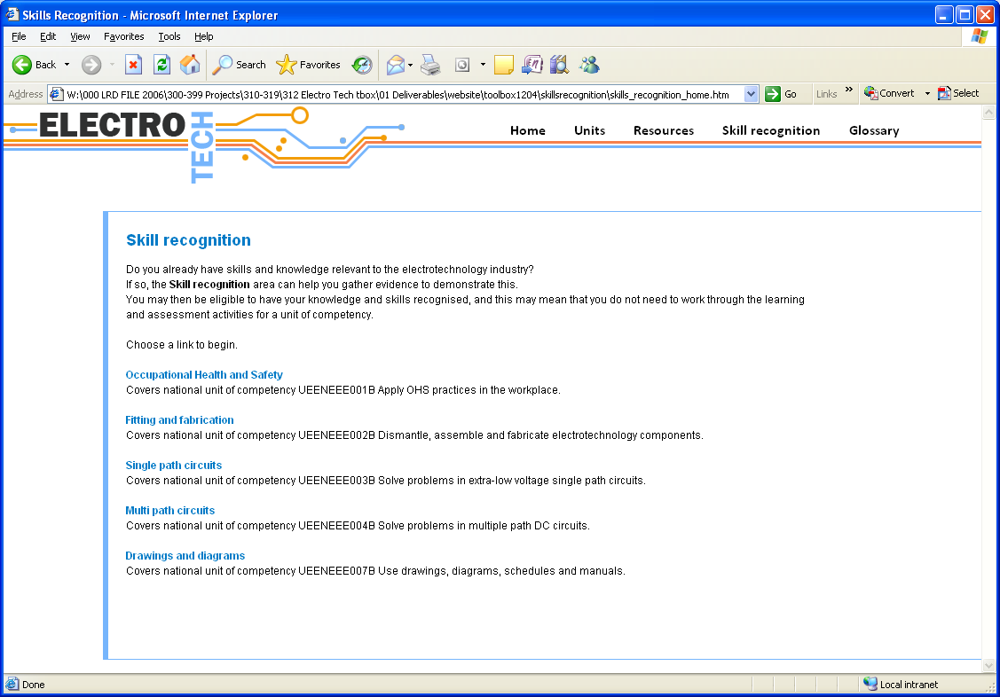 Skills Recognition - Microsoft Internet Explorer
File Edit View Favorites Tools Help
Back Search Favorites
Address W:\000 LRD FILE 2006\300-399 Projects\310-319\312 Electro Tech tbox\01 Deliverables\website\toolbox1204\skillsrecognition\skills_recognition_home.htm Go Links » Convert Select
ELECTRO
TECH
Home Units Resources Skill recognition Glossary
Skill recognition
Do you already have skills and knowledge relevant to the electrotechnology industry?
If so, the Skill recognition area can help you gather evidence to demonstrate this.
You may then be eligible to have your knowledge and skills recognised, and this may mean that you do not need to work through the learning
and assessment activities for a unit of competency.
Choose a link to begin.
Occupational Health and Safety
Covers national unit of competency UEENEEE001B Apply OHS practices in the workplace.
Fitting and fabrication
Covers national unit of competency UEENEEE002B Dismantle, assemble and fabricate electrotechnology components.
Single path circuits
Covers national unit of competency UEENEEE003B Solve problems in extra-low voltage single path circuits.
Multi path circuits
Covers national unit of competency UEENEEE004B Solve problems in multiple path DC circuits.
Drawings and diagrams
Covers national unit of competency UEENEEE007B Use drawings, diagrams, schedules and manuals.
Done Local intranet